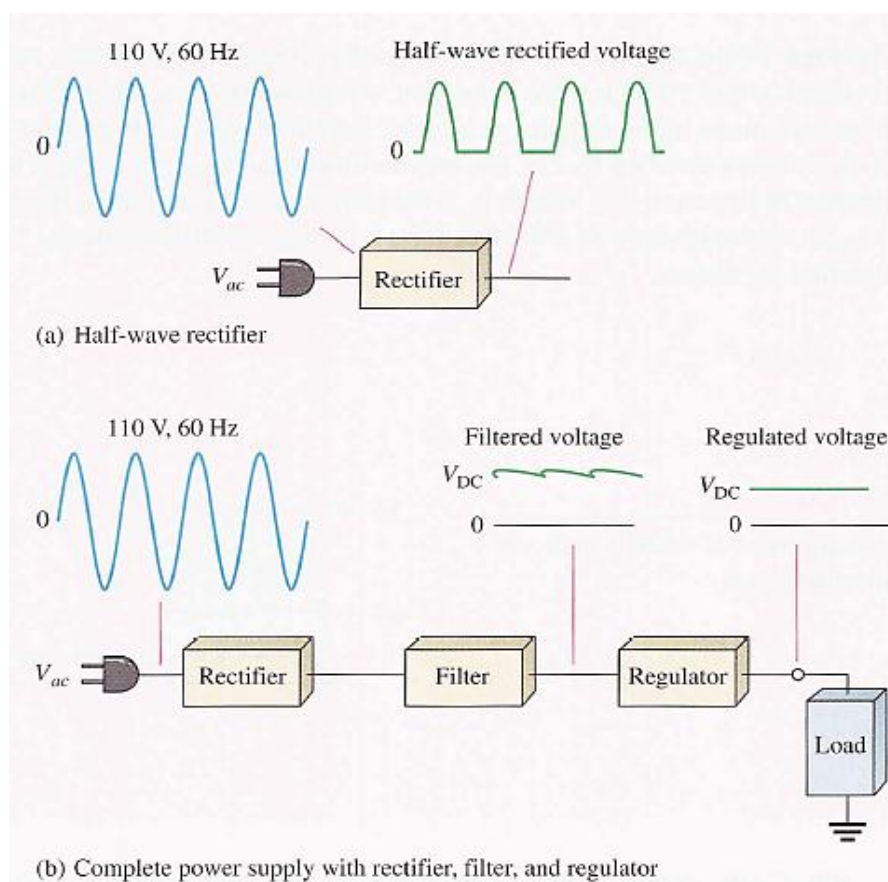 110 V, 60 Hz
Half-wave rectified voltage
0
0
Vac
Rectifier
(a) Half-wave rectifier
110 V, 60 Hz
Filtered voltage
Regulated voltage
VDC
VDC
0
0
0
Vac
Rectifier
Filter
Regulator
Load
(b) Complete power supply with rectifier, filter, and regulator